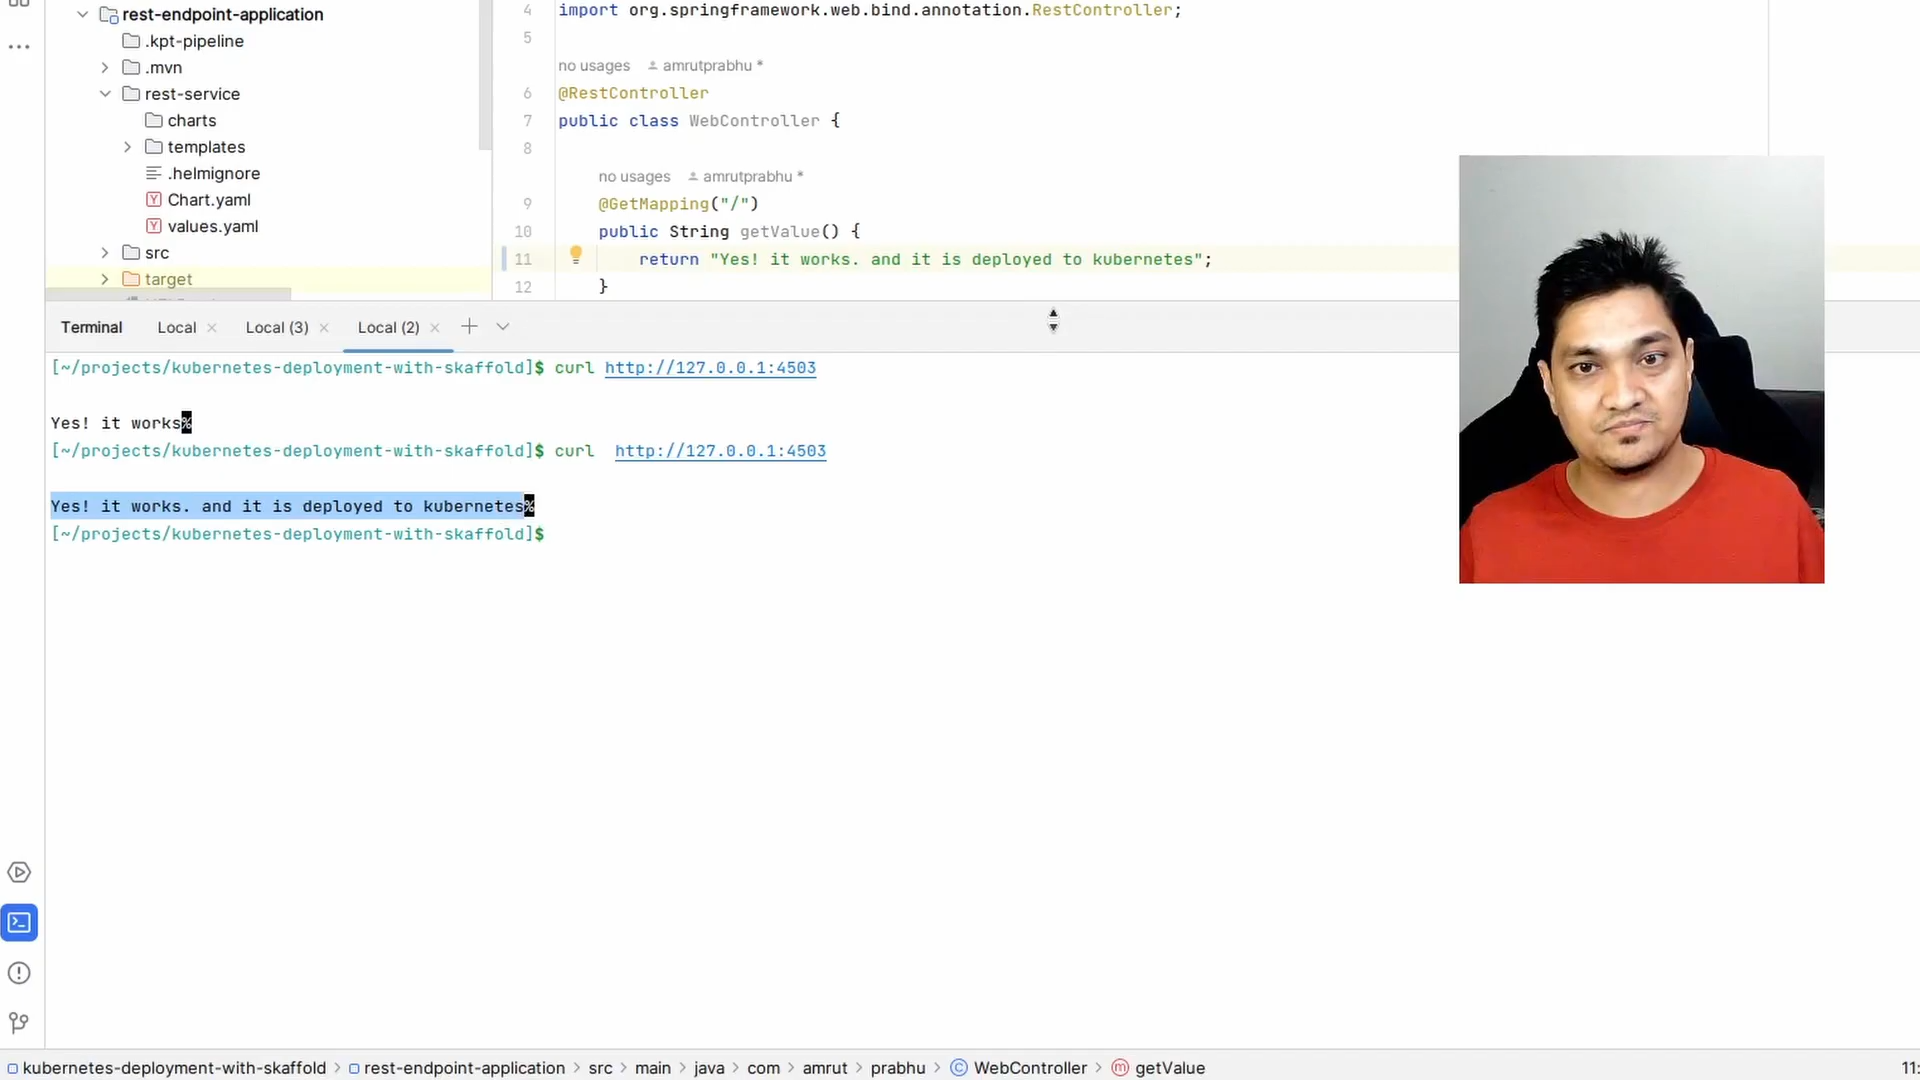 rest-endpoint-application
.kpt-pipeline
.mvn
rest-service
charts
templates
.helmignore
Chart.yaml
values.yaml
src
target
4 import org.springframework.web.bind.annotation.RestController;
5
no usages amrutprabhu *
6 @RestController
7 public class WebController {
8
no usages amrutprabhu *
9 @GetMapping("/")
10 public String getValue() {
11 return "Yes! it works. and it is deployed to kubernetes";
12 }
Terminal Local × Local (3) × Local (2) ×
[~/projects/kubernetes-deployment-with-skaffold]$ curl http://127.0.0.1:4503
Yes! it works%
[~/projects/kubernetes-deployment-with-skaffold]$ curl  http://127.0.0.1:4503
Yes! it works. and it is deployed to kubernetes%
[~/projects/kubernetes-deployment-with-skaffold]$
kubernetes-deployment-with-skaffold > rest-endpoint-application > src > main > java > com > amrut > prabhu > WebController > getValue 11: